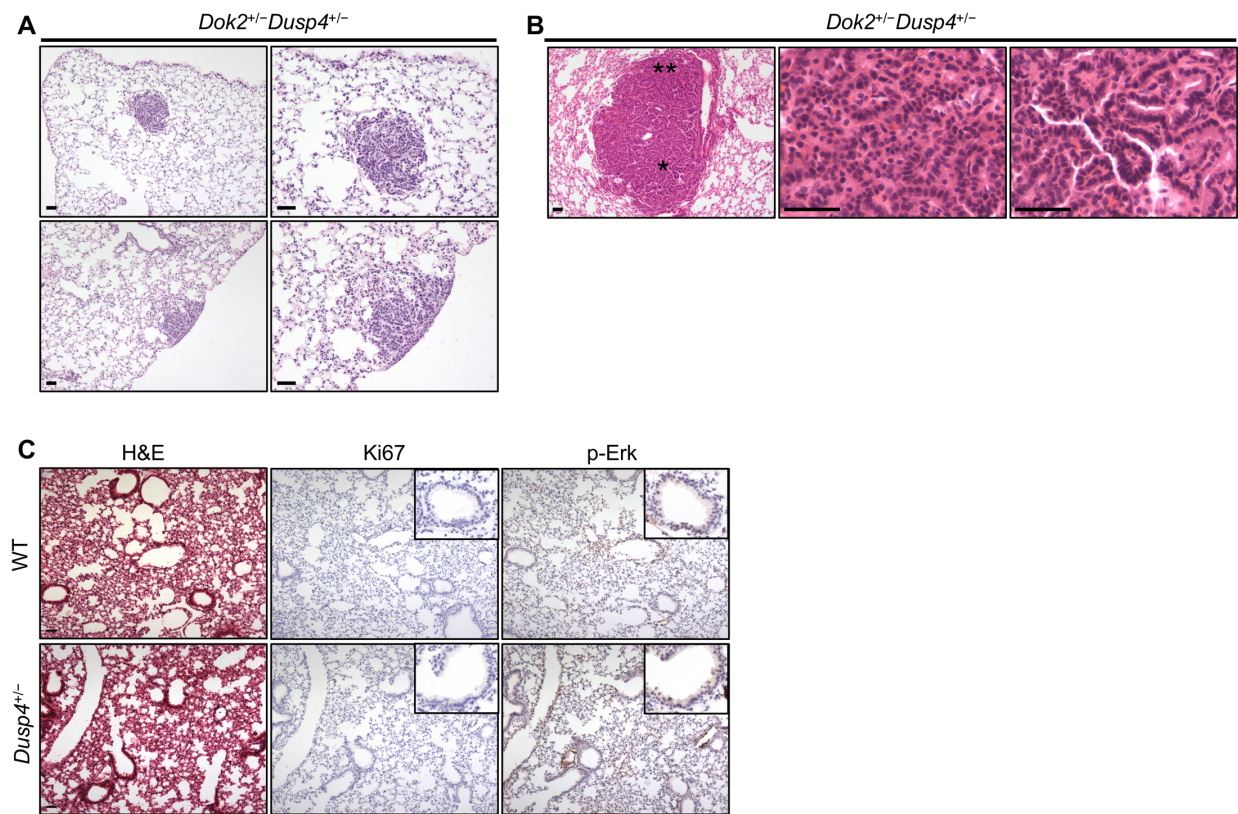 A
Dok2+/−Dusp4+/−
B
Dok2+/−Dusp4+/−
**
*
C
H&E
Ki67
p-Erk
WT
Dusp4+/−